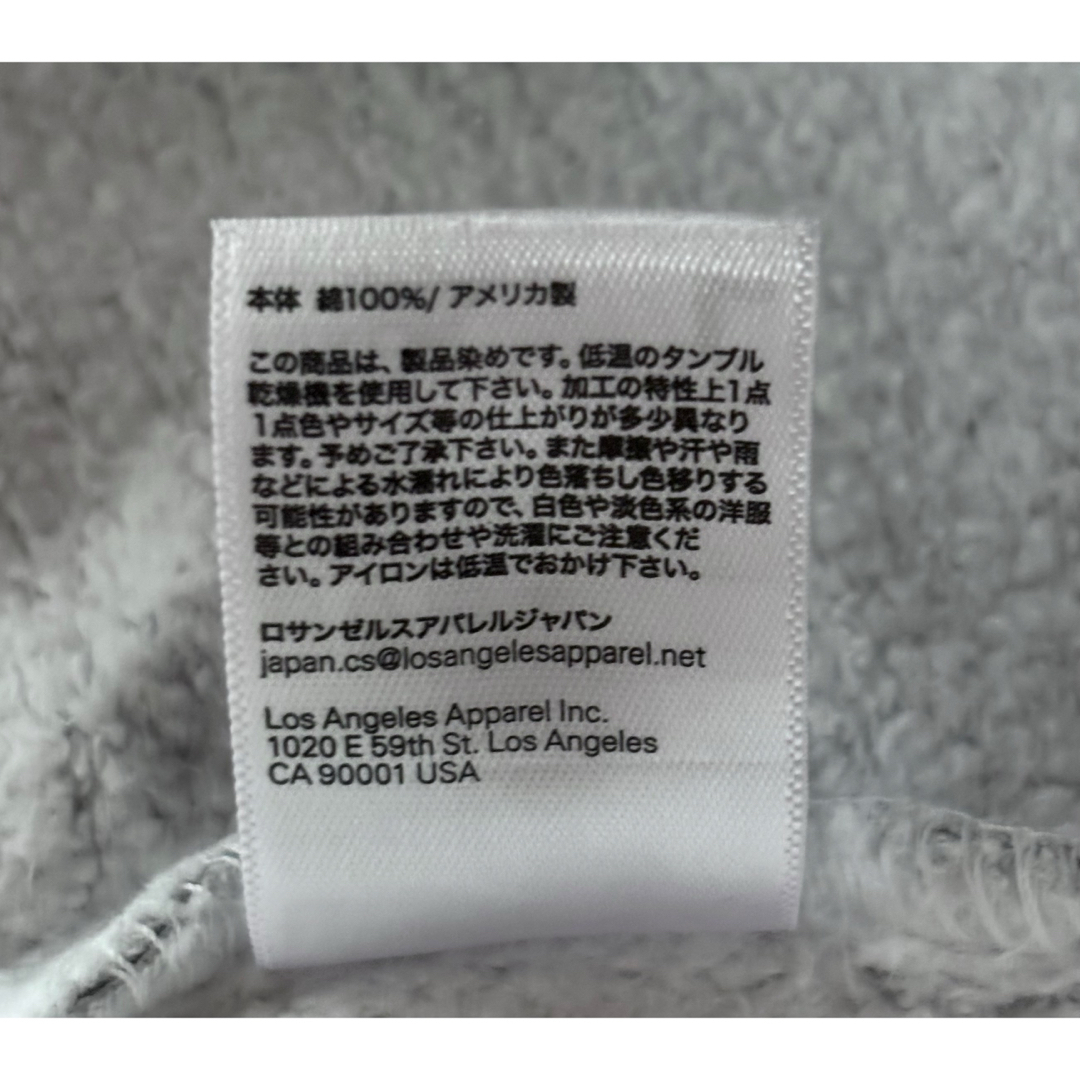 本体 綿100%/ アメリカ製
この商品は、製品染めです。低温のタンブル
乾燥機を使用して下さい。加工の特性上1点
1点色やサイズ等の仕上がりが多少異なり
ます。予めご了承下さい。また摩擦や汗や雨
などによる水濡れにより色落ちし色移りする
可能性がありますので、白色や淡色系の洋服
等との組み合わせや洗濯にご注意くだ
さい。アイロンは低温でおかけ下さい。
ロサンゼルスアパレルジャパン
japan.cs@losangelesapparel.net
Los Angeles Apparel Inc.
1020 E 59th St. Los Angeles
CA 90001 USA